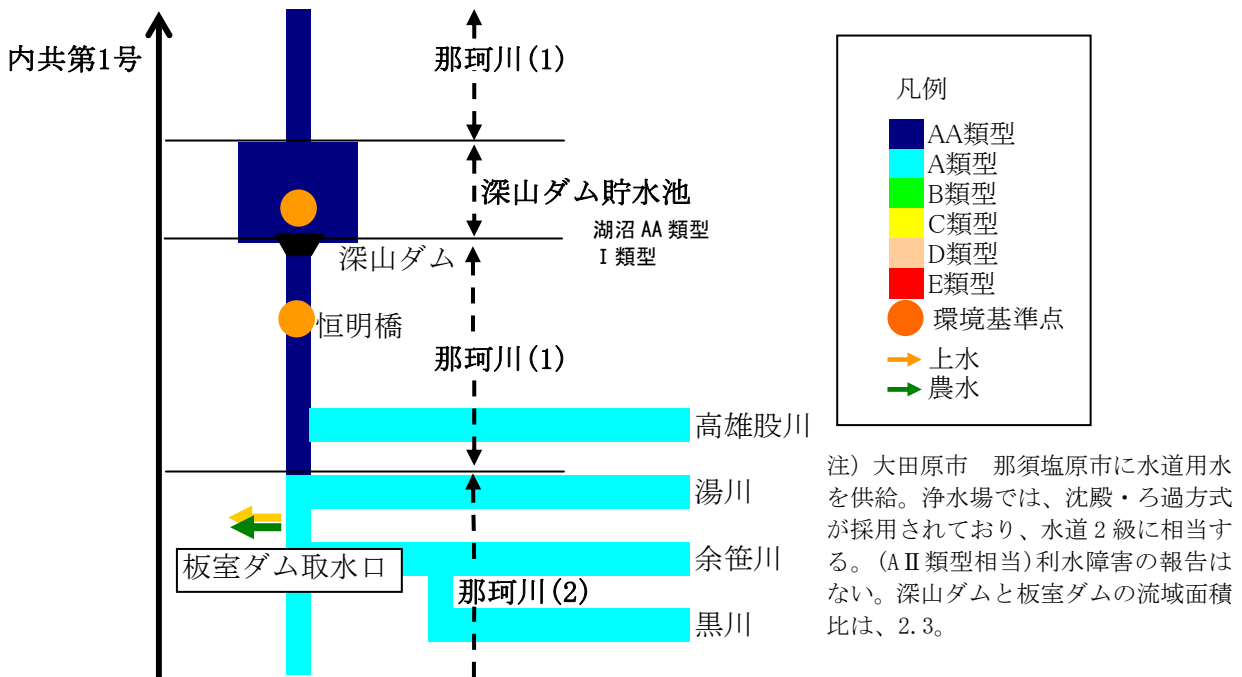 内共第1号
那珂川(1)
深山ダム貯水池
湖沼 AA 類型
Ⅰ類型
深山ダム
恒明橋
那珂川(1)
高雄股川
湯川
板室ダム取水口
余笹川
那珂川(2)
黒川
凡例
AA類型
A類型
B類型
C類型
D類型
E類型
環境基準点
上水
農水
注）大田原市　那須塩原市に水道用水
を供給。浄水場では、沈殿・ろ過方式
が採用されており、水道２級に相当す
る。(AⅡ類型相当)利水障害の報告は
ない。深山ダムと板室ダムの流域面積
比は、2.3。